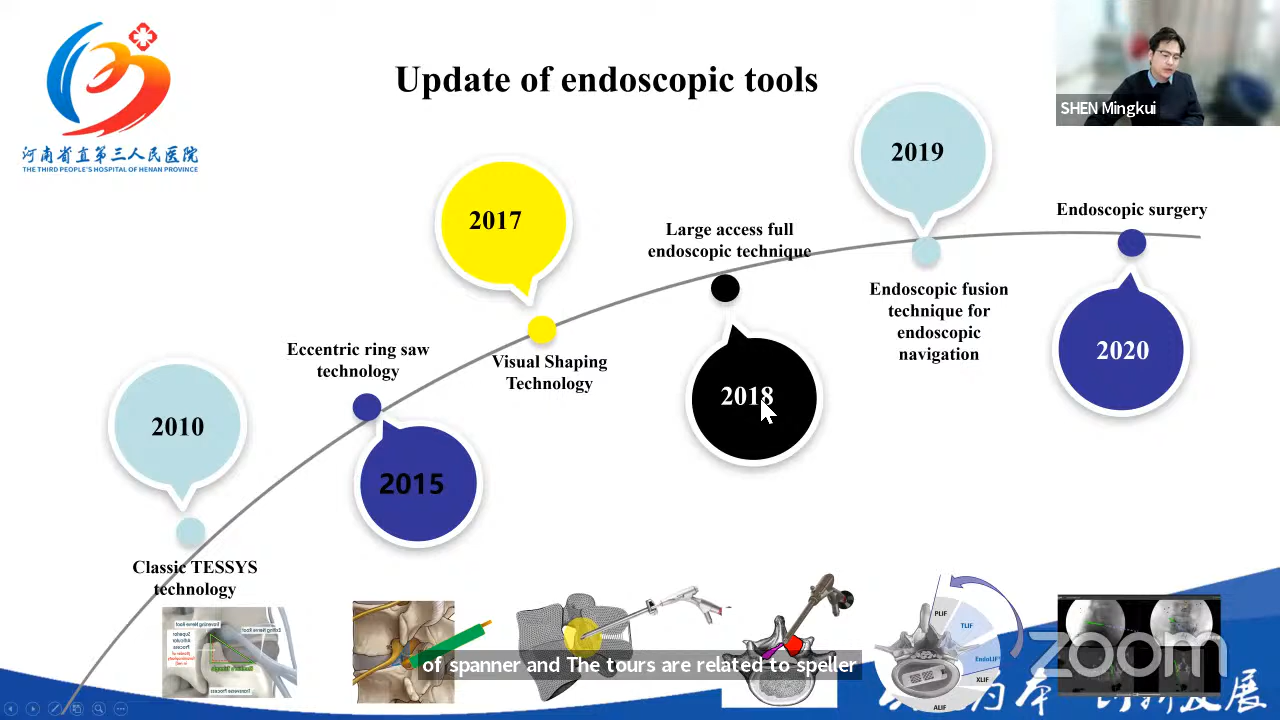 Update of endoscopic tools
SHEN Mingkui
河南省直第三人民医院
THE THIRD PEOPLE'S HOSPITAL OF HENAN PROVINCE
2019
2017
Endoscopic surgery
Large access full
endoscopic technique
Endoscopic fusion
technique for
endoscopic
navigation
2020
Eccentric ring saw
technology
Visual Shaping
Technology
2018
2010
2015
Classic TESSYS
technology
PLIF
TLIF
EndoLIF
XLIF
ALIF
zoom
of spanner and The tours are related to speller